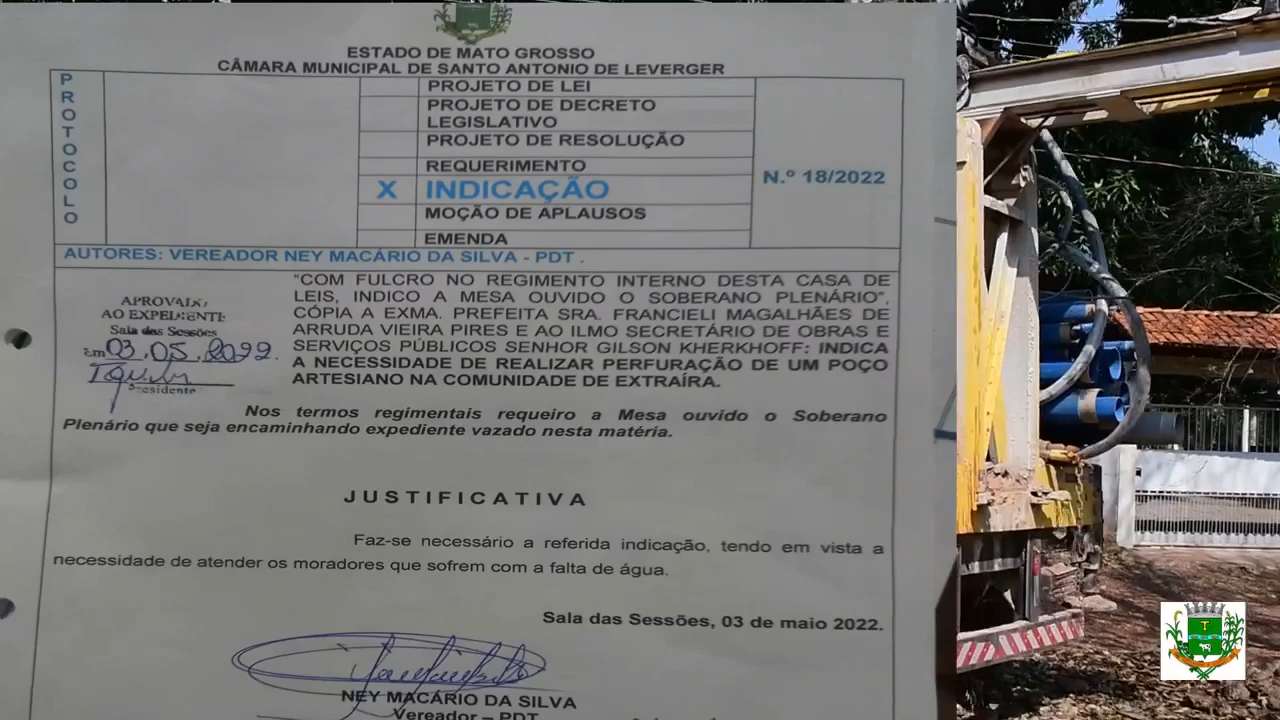 ESTADO DE MATO GROSSO
CÂMARA MUNICIPAL DE SANTO ANTONIO DE LEVERGER
PROTOCOLO
PROJETO DE LEI
PROJETO DE DECRETO
LEGISLATIVO
PROJETO DE RESOLUÇÃO
REQUERIMENTO
X INDICAÇÃO
MOÇÃO DE APLAUSOS
EMENDA
N.º 18/2022
AUTORES: VEREADOR NEY MACÁRIO DA SILVA - PDT .
APROVADO
AO EXPEDIENTE
Sala das Sessões
Em 03.05.2022.
Presidente
"COM FULCRO NO REGIMENTO INTERNO DESTA CASA DE
LEIS, INDICO A MESA OUVIDO O SOBERANO PLENÁRIO",
CÓPIA A EXMA. PREFEITA SRA. FRANCIELI MAGALHÃES DE
ARRUDA VIEIRA PIRES E AO ILMO SECRETÁRIO DE OBRAS E
SERVIÇOS PÚBLICOS SENHOR GILSON KHERKHOFF: INDICA
A NECESSIDADE DE REALIZAR PERFURAÇÃO DE UM POÇO
ARTESIANO NA COMUNIDADE DE EXTRAÍRA.
Nos termos regimentais requeiro a Mesa ouvido o Soberano
Plenário que seja encaminhando expediente vazado nesta matéria.
JUSTIFICATIVA
Faz-se necessário a referida indicação, tendo em vista a
necessidade de atender os moradores que sofrem com a falta de água.
Sala das Sessões, 03 de maio 2022.
NEY MACÁRIO DA SILVA
Vereador – PDT